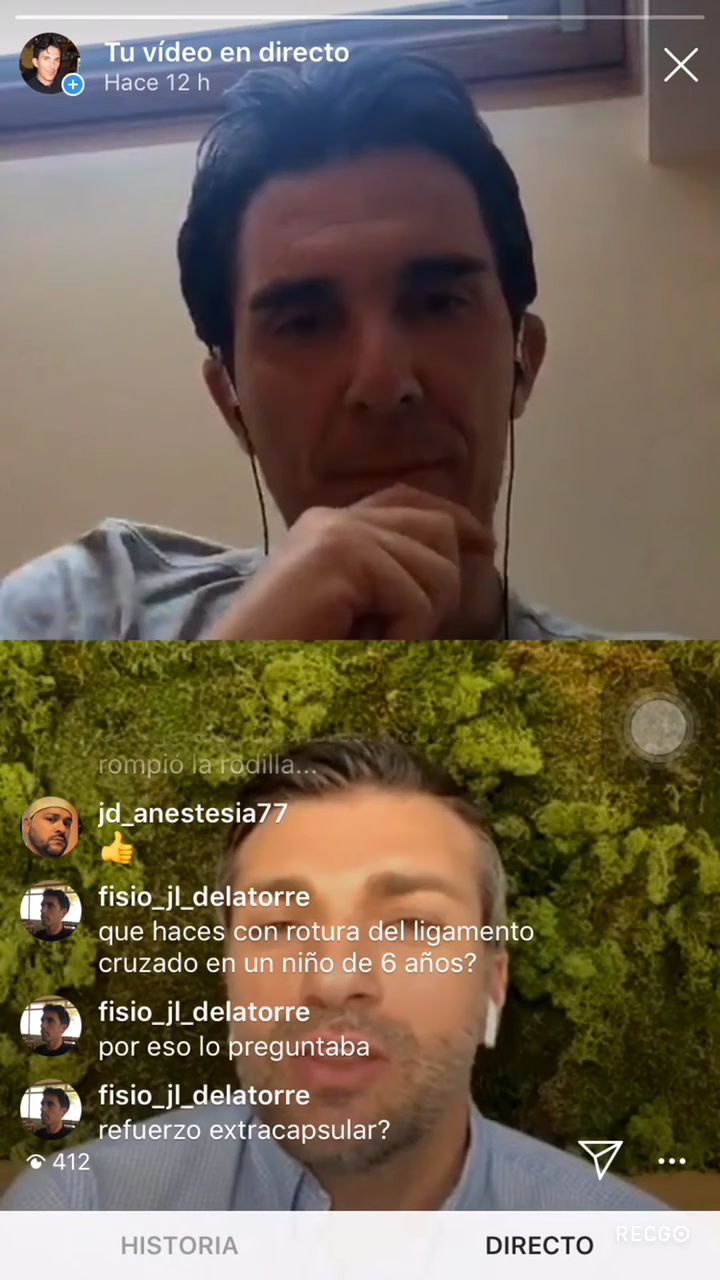 Tu vídeo en directo
Hace 12 h
rompió la rodilla...
jd_anestesia77
👍
fisio_jl_delatorre
que haces con rotura del ligamento
cruzado en un niño de 6 años?
fisio_jl_delatorre
por eso lo preguntaba
fisio_jl_delatorre
refuerzo extracapsular?
412
HISTORIA
DIRECTO
RECGO